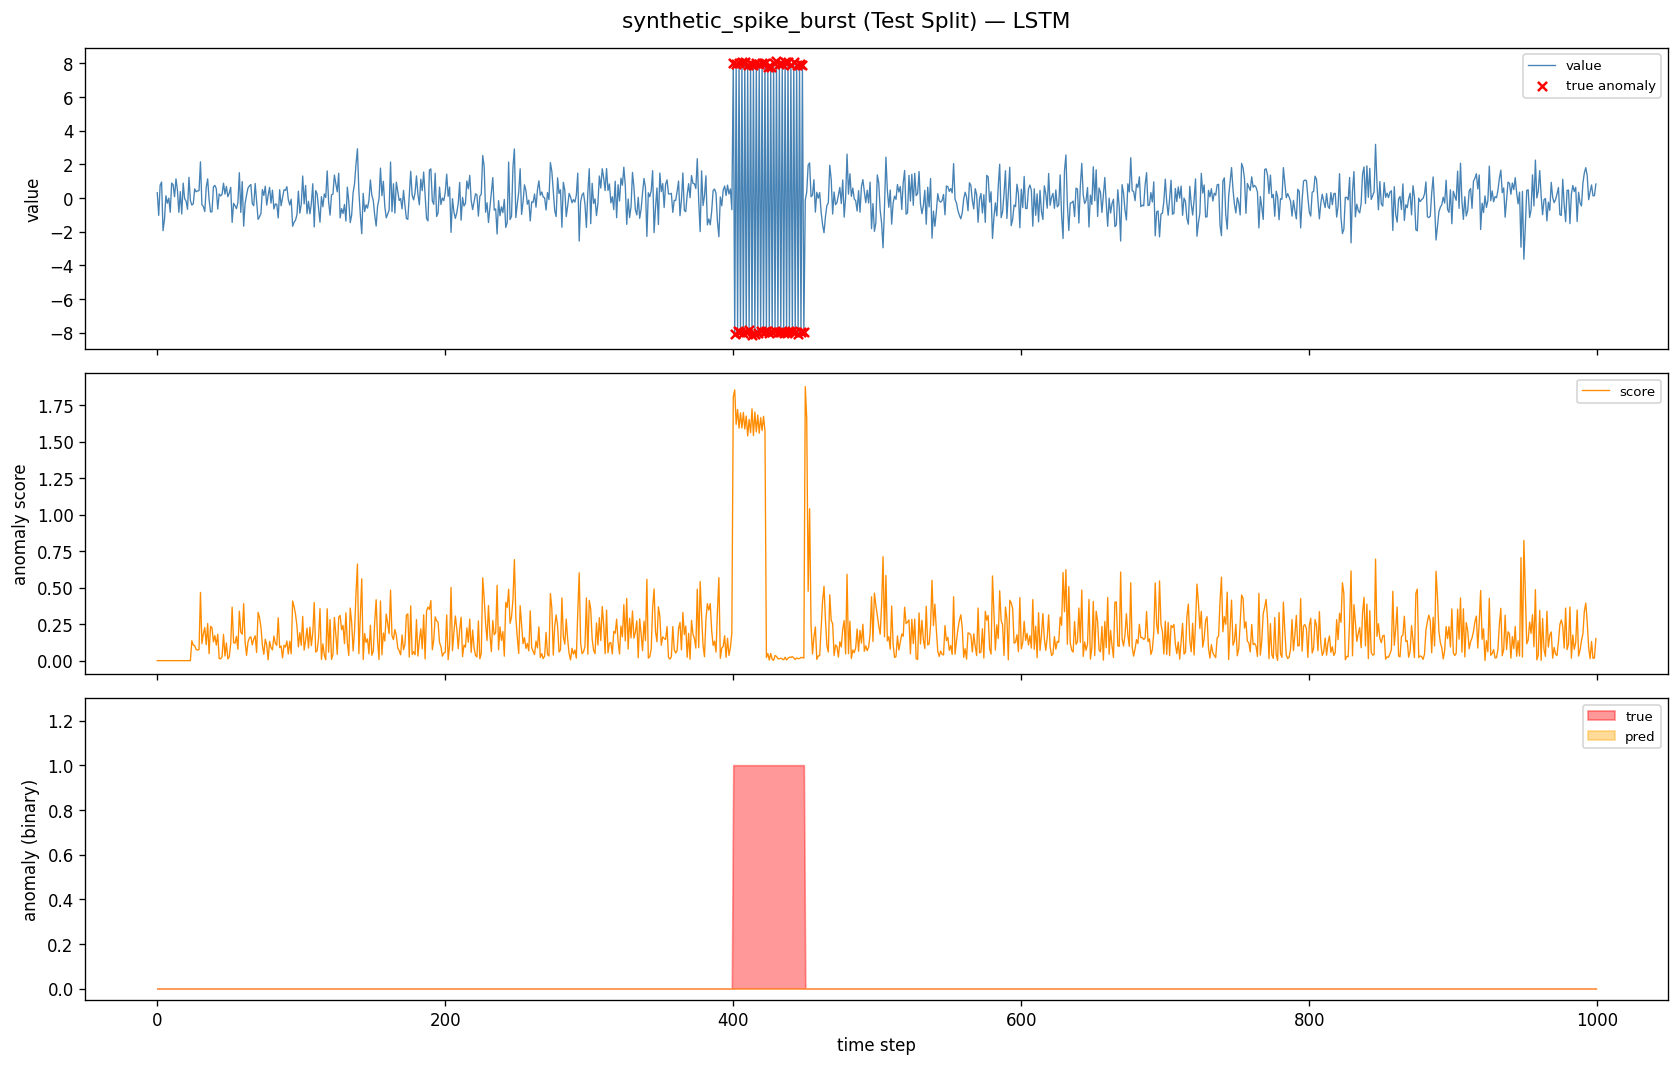 synthetic_spike_burst (Test Split) — LSTM
value
8
6
4
2
0
−2
−4
−6
−8
value
true anomaly
anomaly score
1.75
1.50
1.25
1.00
0.75
0.50
0.25
0.00
score
anomaly (binary)
1.2
1.0
0.8
0.6
0.4
0.2
0.0
true
pred
0 200 400 600 800 1000
time step